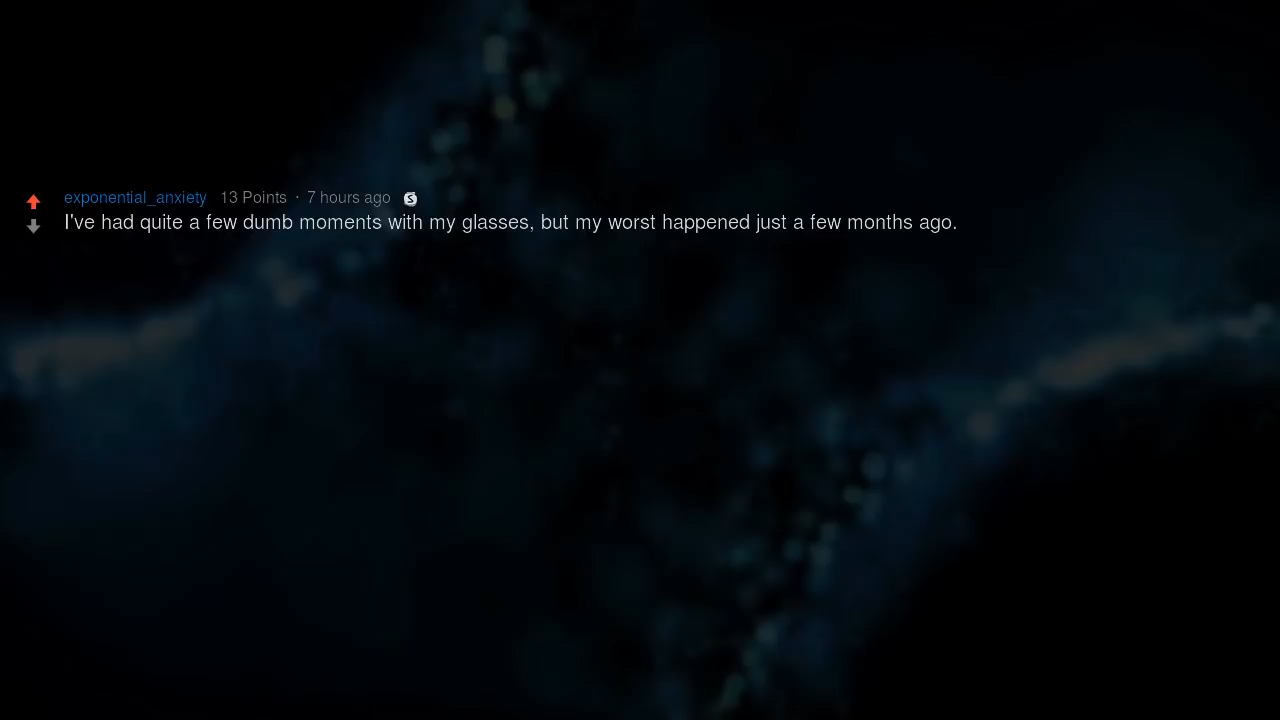 exponential_anxiety 13 Points · 7 hours ago S
I've had quite a few dumb moments with my glasses, but my worst happened just a few months ago.